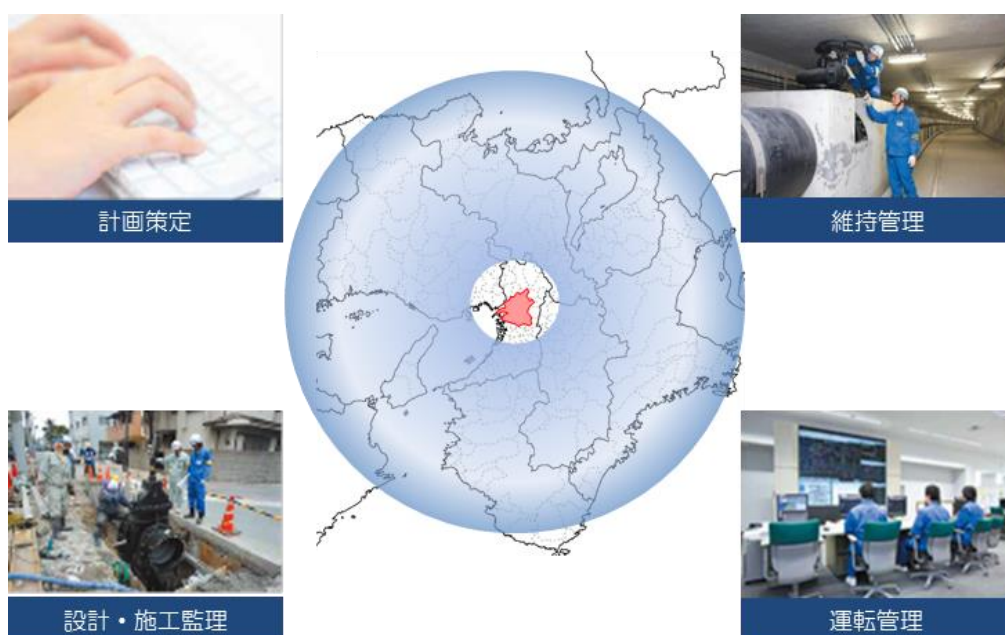 計画策定
維持管理
設計・施工監理
運転管理